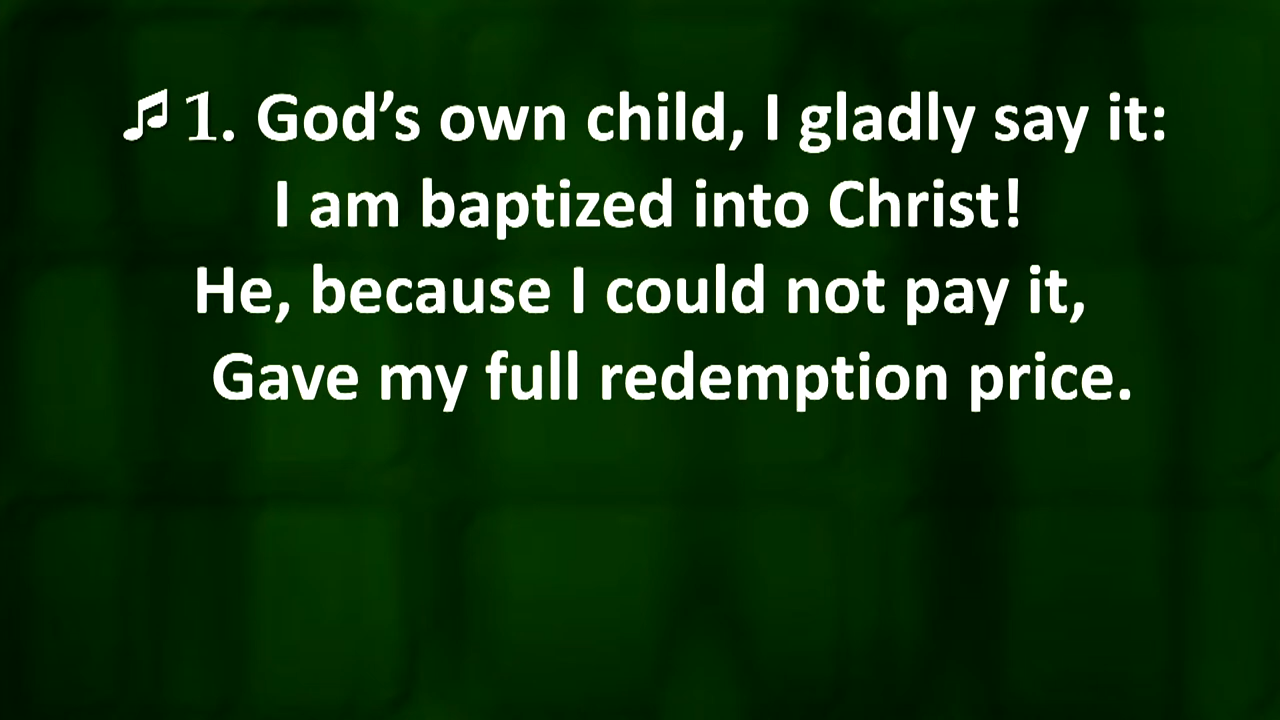 ♫ 1. God’s own child, I gladly say it:
I am baptized into Christ!
He, because I could not pay it,
Gave my full redemption price.